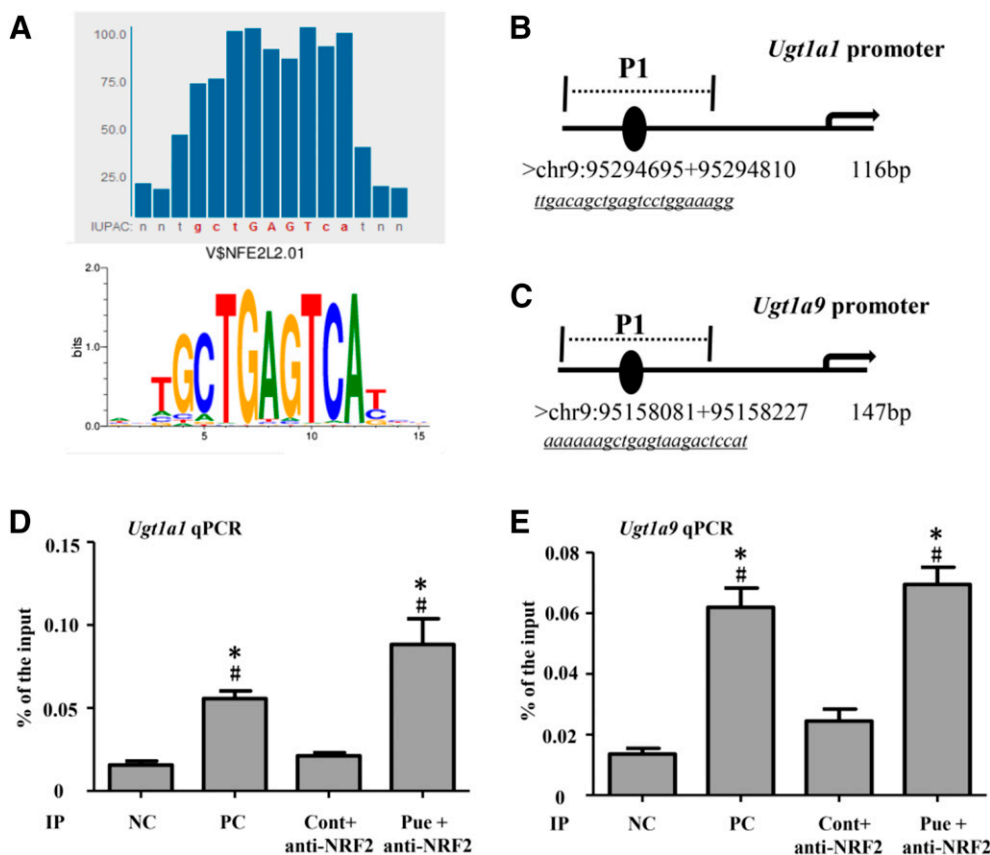 A
100.0
75.0
50.0
25.0
IUPAC: n n t g c t G A G T c a t n n
V$NFE2L2.01
2.0
bits
1.0
0.0
TGCTGAGTCAT
5 10 15
B
Ugt1a1 promoter
P1
>chr9:95294695+95294810 116bp
ttgacagctgagtcctggaaagg
C
Ugt1a9 promoter
P1
>chr9:95158081+95158227 147bp
aaaaaagctgagtaagactccat
D
Ugt1a1 qPCR
% of the input
0.15
0.10
0.05
0
* #
* #
IP NC PC Cont+ anti-NRF2 Pue + anti-NRF2
E
Ugt1a9 qPCR
% of the input
0.08
0.06
0.04
0.02
0
* #
* #
IP NC PC Cont+ anti-NRF2 Pue + anti-NRF2